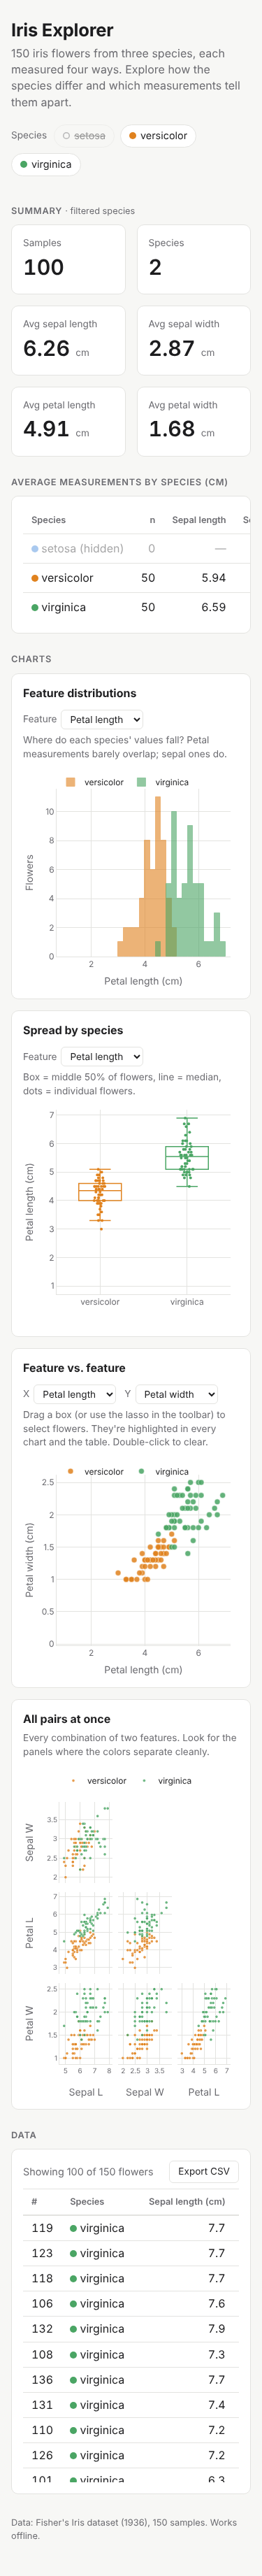 Iris Explorer
150 iris flowers from three species, each
measured four ways. Explore how the
species differ and which measurements tell
them apart.
Species setosa versicolor
virginica
SUMMARY · filtered species
Samples Species
100 2
Avg sepal length Avg sepal width
6.26 cm 2.87 cm
Avg petal length Avg petal width
4.91 cm 1.68 cm
AVERAGE MEASUREMENTS BY SPECIES (CM)
Species n Sepal length
setosa (hidden) 0 —
versicolor 50 5.94
virginica 50 6.59
CHARTS
Feature distributions
Feature Petal length
Where do each species' values fall? Petal
measurements barely overlap; sepal ones do.
versicolor virginica
10
8
6
4
2
0
Flowers
2 4 6
Petal length (cm)
Spread by species
Feature Petal length
Box = middle 50% of flowers, line = median,
dots = individual flowers.
7
6
5
4
3
2
1
Petal length (cm)
versicolor virginica
Feature vs. feature
X Petal length Y Petal width
Drag a box (or use the lasso in the toolbar) to
select flowers. They're highlighted in every
chart and the table. Double-click to clear.
versicolor virginica
2.5
2
1.5
1
0.5
0
Petal width (cm)
2 4 6
Petal length (cm)
All pairs at once
Every combination of two features. Look for the
panels where the colors separate cleanly.
versicolor virginica
Sepal W
3.5
3
2.5
2
Petal L
7
6
5
4
3
Petal W
2.5
2
1.5
1
5 6 7 8 2 2.5 3 3.5 3 4 5 6 7
Sepal L Sepal W Petal L
DATA
Showing 100 of 150 flowers Export CSV
# Species Sepal length (cm)
119 virginica 7.7
123 virginica 7.7
118 virginica 7.7
106 virginica 7.6
132 virginica 7.9
108 virginica 7.3
136 virginica 7.7
131 virginica 7.4
110 virginica 7.2
126 virginica 7.2
101 virginica 6.3
Data: Fisher's Iris dataset (1936), 150 samples. Works
offline.